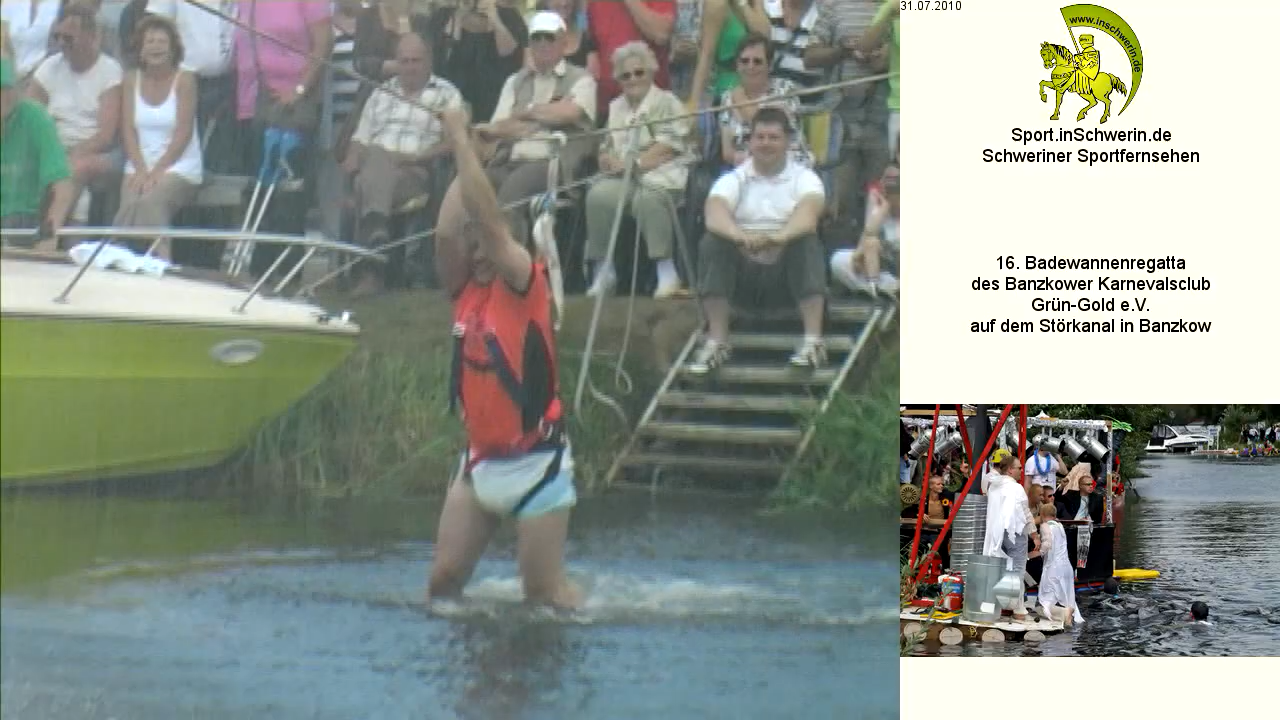 31.07.2010
www.inschwerin.de
Sport.inSchwerin.de
Schweriner Sportfernsehen
16. Badewannenregatta
des Banzkower Karnevalsclub
Grün-Gold e.V.
auf dem Störkanal in Banzkow